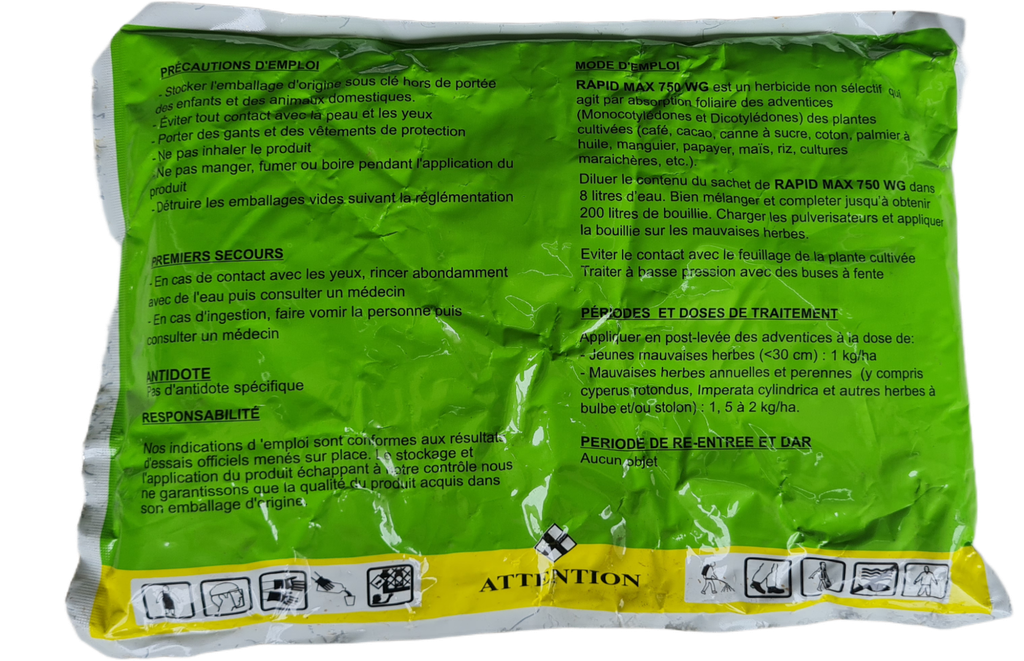 PRÉCAUTIONS D'EMPLOI
- Stocker l'emballage d'origine sous clé hors de portée
des enfants et des animaux domestiques.
- Éviter tout contact avec la peau et les yeux
- Porter des gants et des vêtements de protection
- Ne pas inhaler le produit
- Ne pas manger, fumer ou boire pendant l'application du
produit
- Détruire les emballages vides suivant la réglémentation
PREMIERS SECOURS
- En cas de contact avec les yeux, rincer abondamment
avec de l'eau puis consulter un médecin
- En cas d'ingestion, faire vomir la personne puis
consulter un médecin
ANTIDOTE
Pas d'antidote spécifique
RESPONSABILITÉ
Nos indications d 'emploi sont conformes aux résultats
d'essais officiels menés sur place. Le stockage et
l'application du produit échappant à notre contrôle nous
ne garantissons que la qualité du produit acquis dans
son emballage d'origine.
MODE D'EMPLOI
RAPID MAX 750 WG est un herbicide non sélectif qui
agit par absorption foliaire des adventices
(Monocotylédones et Dicotylédones) des plantes
cultivées (café, cacao, canne à sucre, coton, palmier à
huile, manguier, papayer, maïs, riz, cultures
maraichères, etc.).
Diluer le contenu du sachet de RAPID MAX 750 WG dans
8 litres d'eau. Bien mélanger et completer jusqu'à obtenir
200 litres de bouillie. Charger les pulverisateurs et appliquer
la bouillie sur les mauvaises herbes.
Eviter le contact avec le feuillage de la plante cultivée
Traiter à basse pression avec des buses à fente
PÉRIODES ET DOSES DE TRAITEMENT
Appliquer en post-levée des adventices à la dose de:
- Jeunes mauvaises herbes (<30 cm) : 1 kg/ha
- Mauvaises herbes annuelles et perennes (y compris
cyperus rotondus, Imperata cylindrica et autres herbes à
bulbe et/ou stolon) : 1, 5 à 2 kg/ha.
PERIODE DE RE-ENTREE ET DAR
Aucun objet
ATTENTION